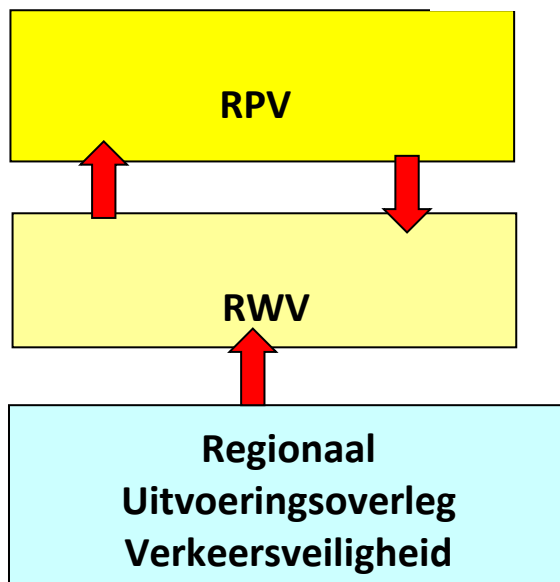 RPV
RWV
Regionaal
Uitvoeringsoverleg
Verkeersveiligheid